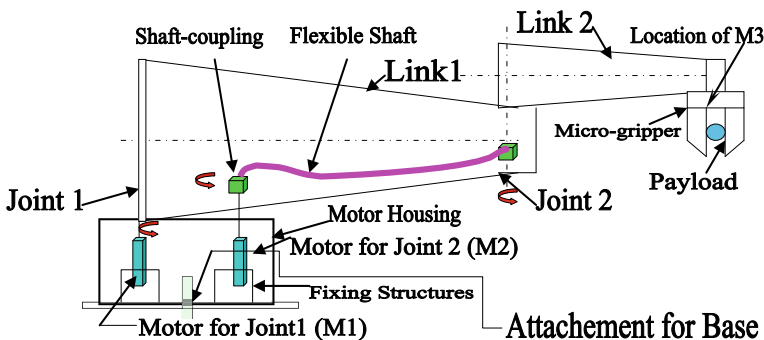 Link 2
Shaft-coupling
Flexible Shaft
Location of M3
Link1
Micro-gripper
Payload
Joint 1
Joint 2
Motor Housing
Motor for Joint 2 (M2)
Fixing Structures
Motor for Joint1 (M1)
Attachement for Base